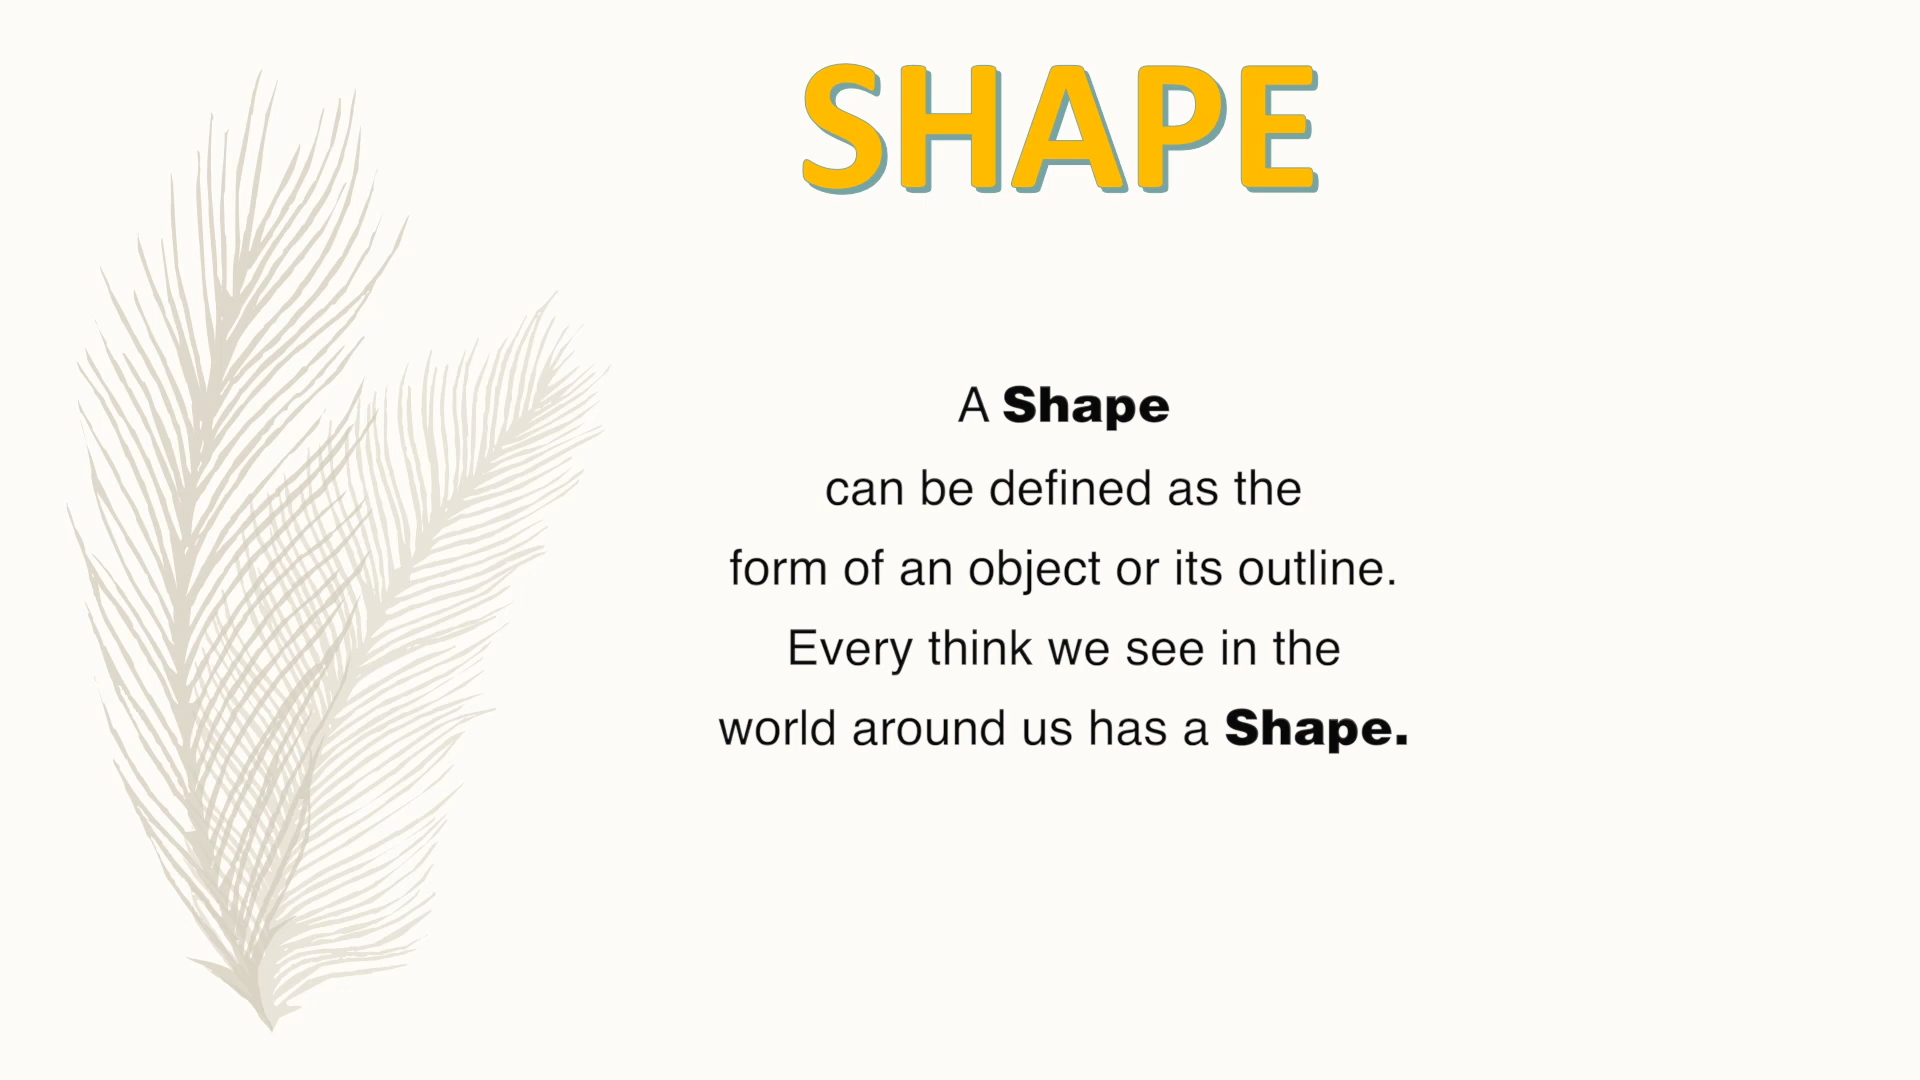 SHAPE
A Shape
can be defined as the
form of an object or its outline.
Every think we see in the
world around us has a Shape.